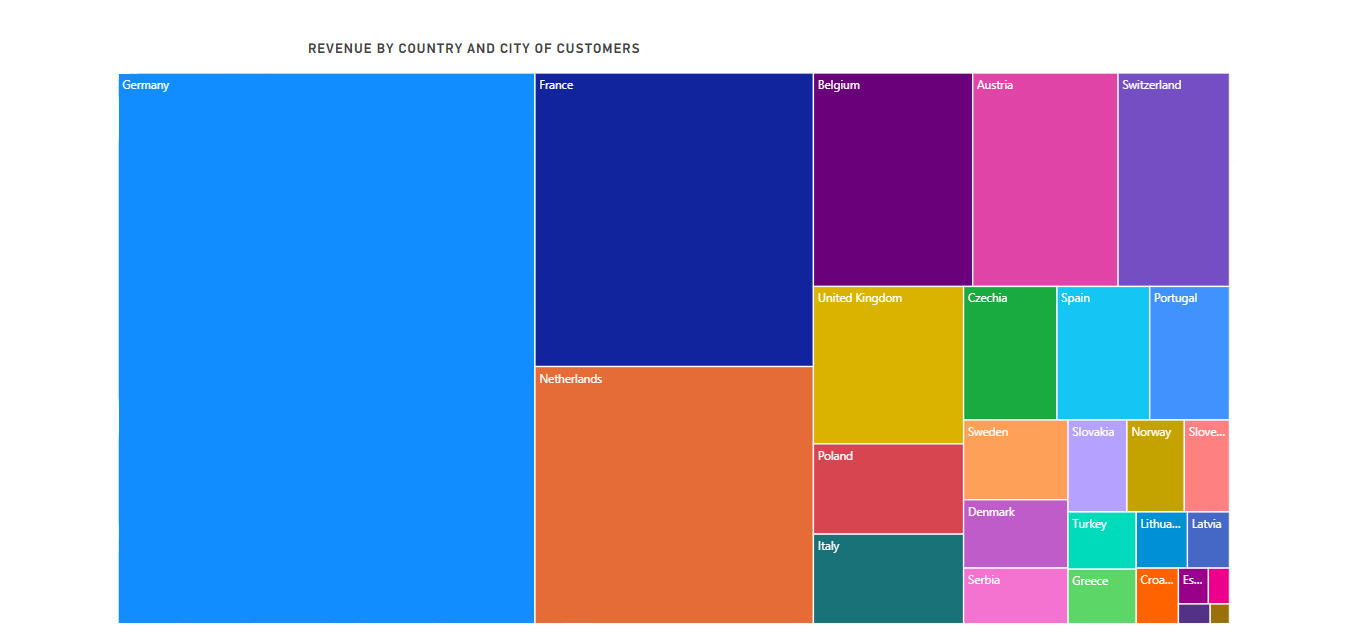 REVENUE BY COUNTRY AND CITY OF CUSTOMERS
Germany
France
Netherlands
Belgium
Austria
Switzerland
United Kingdom
Czechia
Spain
Portugal
Poland
Italy
Sweden
Slovakia
Norway
Slove...
Denmark
Turkey
Lithua...
Latvia
Serbia
Greece
Croa...
Es...